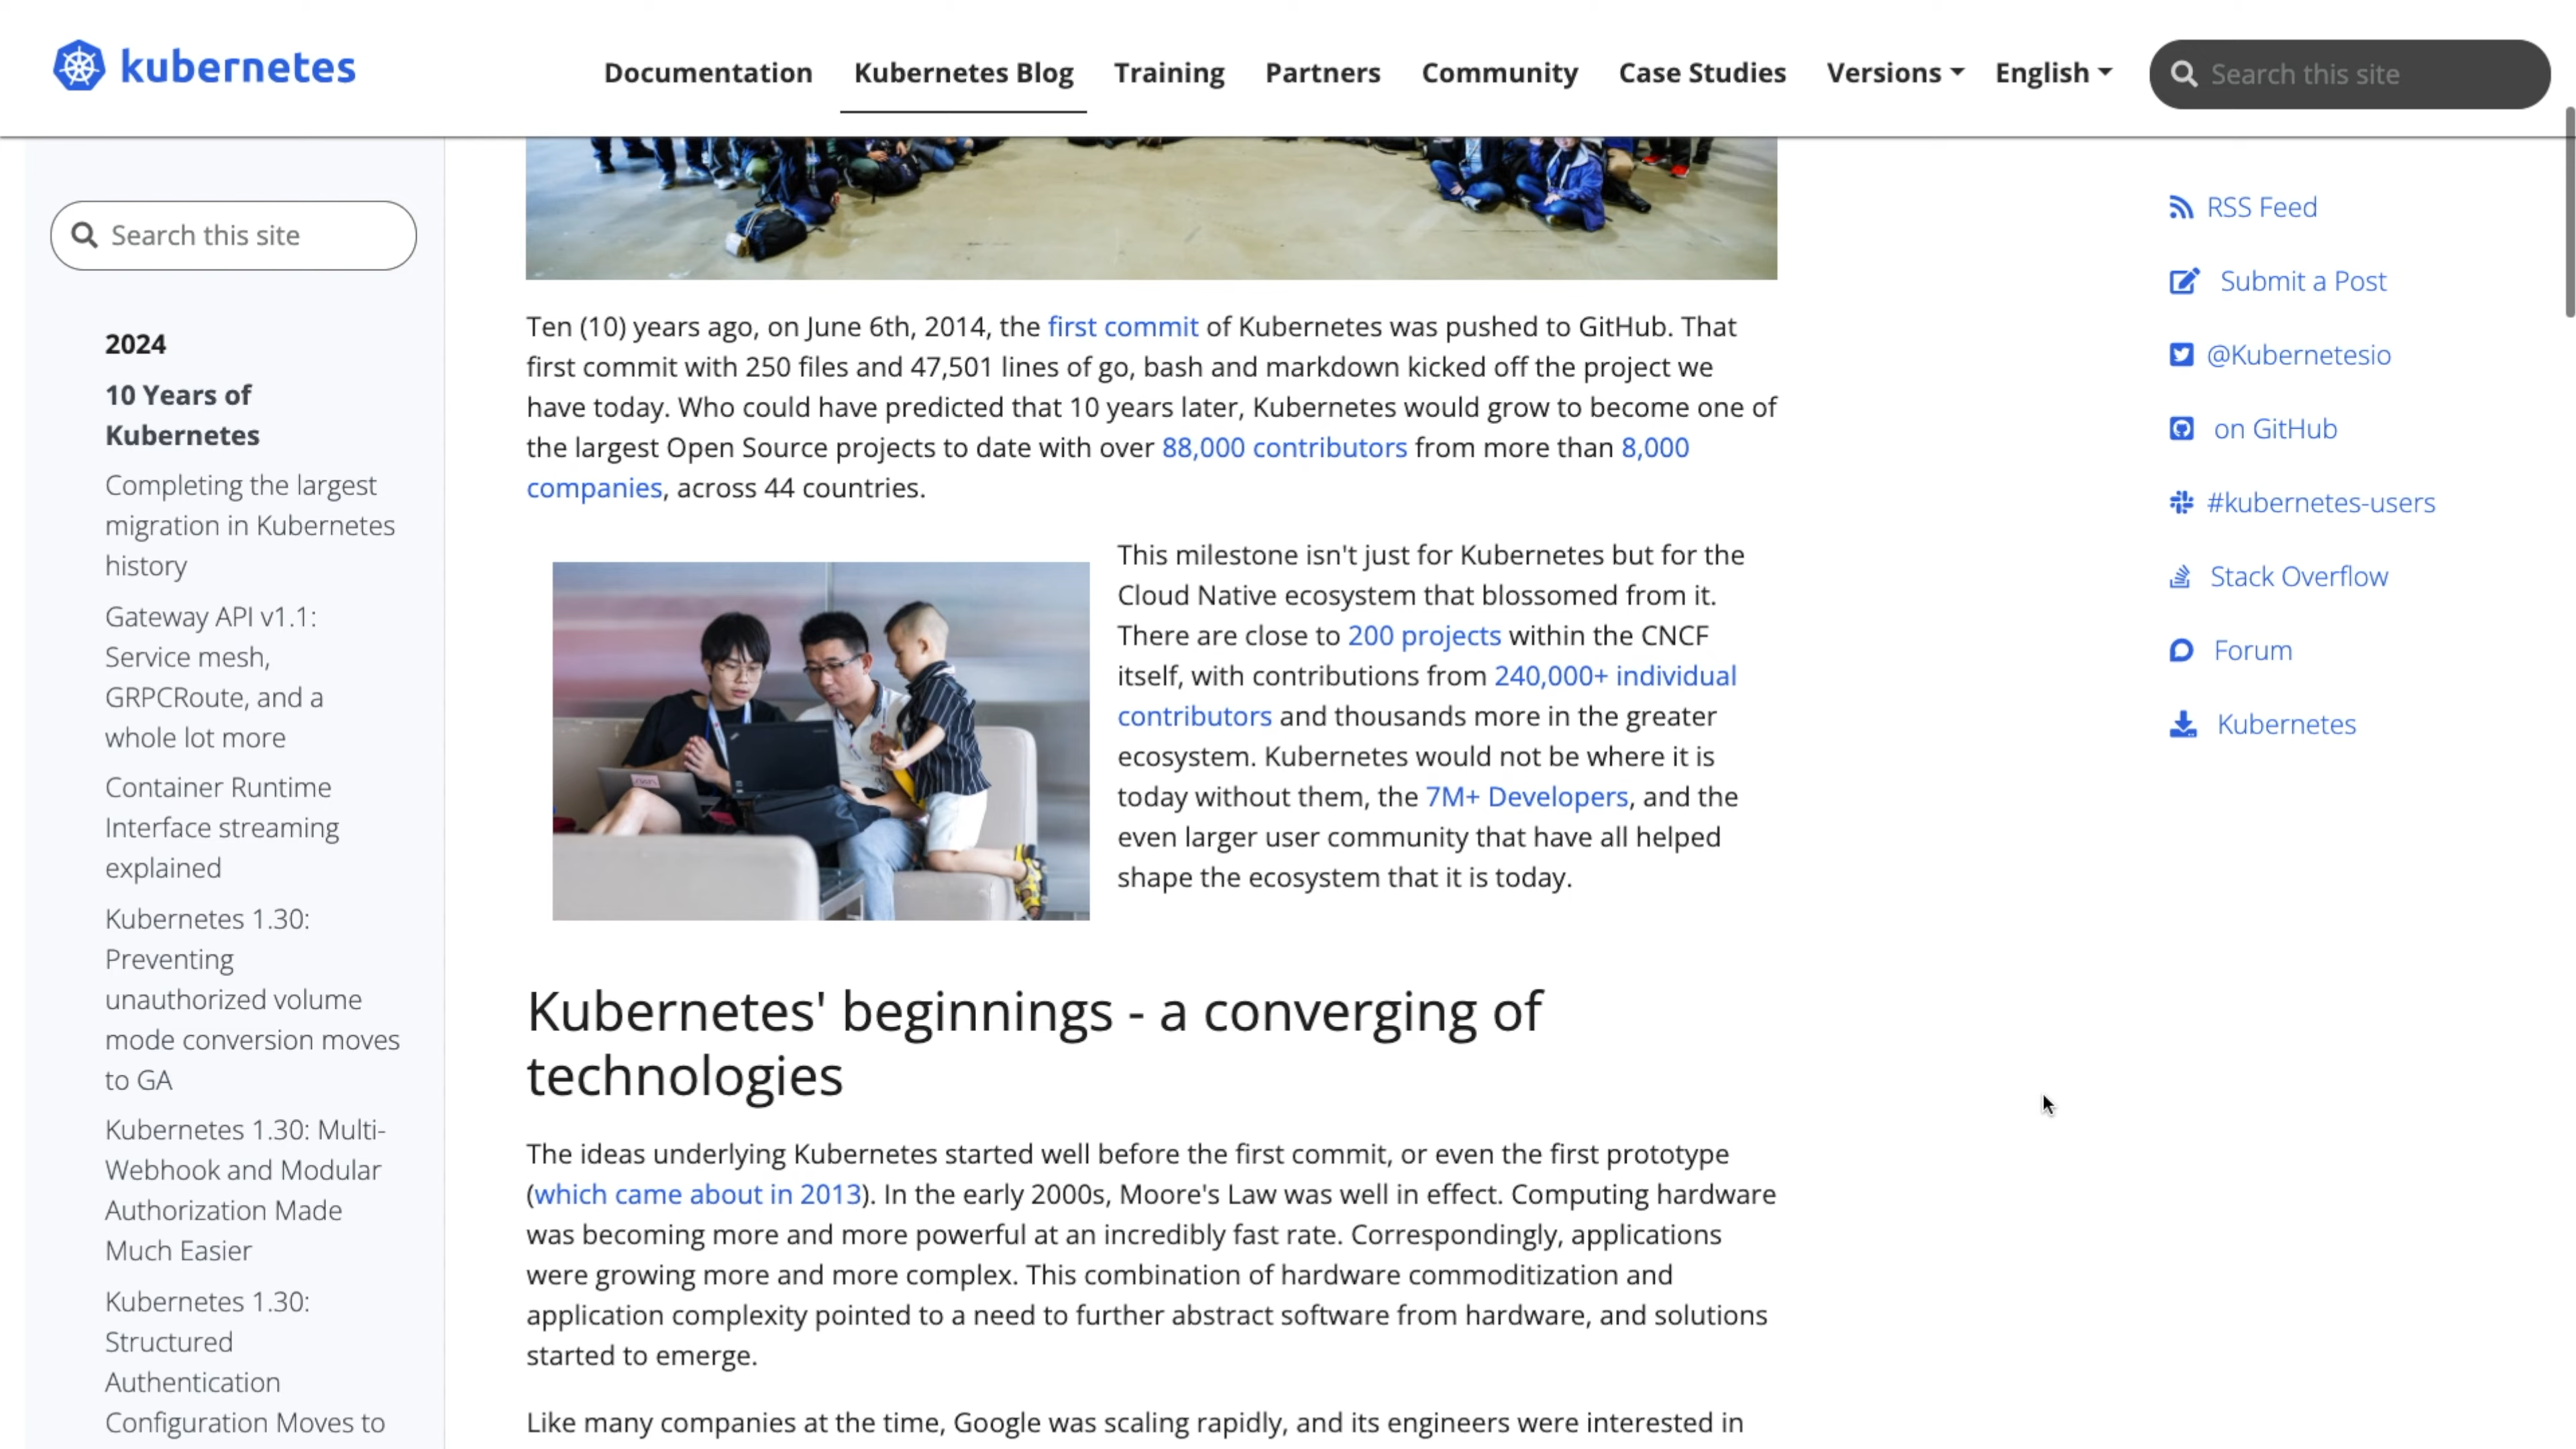 kubernetes
Documentation
Kubernetes Blog
Training
Partners
Community
Case Studies
Versions
English
Search this site
Search this site
2024
10 Years of
Kubernetes
Completing the largest
migration in Kubernetes
history
Gateway API v1.1:
Service mesh,
GRPCRoute, and a
whole lot more
Container Runtime
Interface streaming
explained
Kubernetes 1.30:
Preventing
unauthorized volume
mode conversion moves
to GA
Kubernetes 1.30: Multi-
Webhook and Modular
Authorization Made
Much Easier
Kubernetes 1.30:
Structured
Authentication
Configuration Moves to
Ten (10) years ago, on June 6th, 2014, the first commit of Kubernetes was pushed to GitHub. That
first commit with 250 files and 47,501 lines of go, bash and markdown kicked off the project we
have today. Who could have predicted that 10 years later, Kubernetes would grow to become one of
the largest Open Source projects to date with over 88,000 contributors from more than 8,000
companies, across 44 countries.
This milestone isn't just for Kubernetes but for the
Cloud Native ecosystem that blossomed from it.
There are close to 200 projects within the CNCF
itself, with contributions from 240,000+ individual
contributors and thousands more in the greater
ecosystem. Kubernetes would not be where it is
today without them, the 7M+ Developers, and the
even larger user community that have all helped
shape the ecosystem that it is today.
Kubernetes' beginnings - a converging of
technologies
The ideas underlying Kubernetes started well before the first commit, or even the first prototype
(which came about in 2013). In the early 2000s, Moore's Law was well in effect. Computing hardware
was becoming more and more powerful at an incredibly fast rate. Correspondingly, applications
were growing more and more complex. This combination of hardware commoditization and
application complexity pointed to a need to further abstract software from hardware, and solutions
started to emerge.
Like many companies at the time, Google was scaling rapidly, and its engineers were interested in
RSS Feed
Submit a Post
@Kubernetesio
on GitHub
#kubernetes-users
Stack Overflow
Forum
Kubernetes